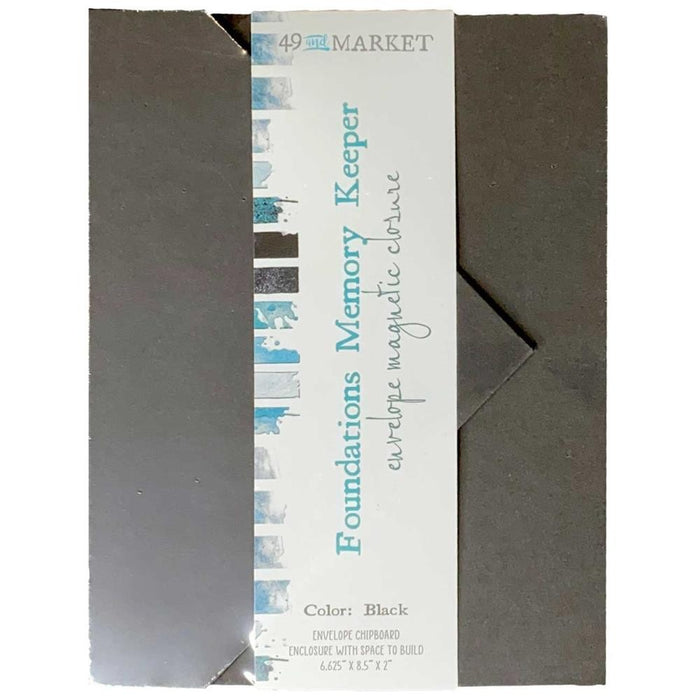 49 and MARKET
Foundations Memory Keeper
envelope magnetic closure
Color: Black
ENVELOPE CHIPBOARD
ENCLOSURE WITH SPACE TO BUILD
6.625" X 8.5" X 2"